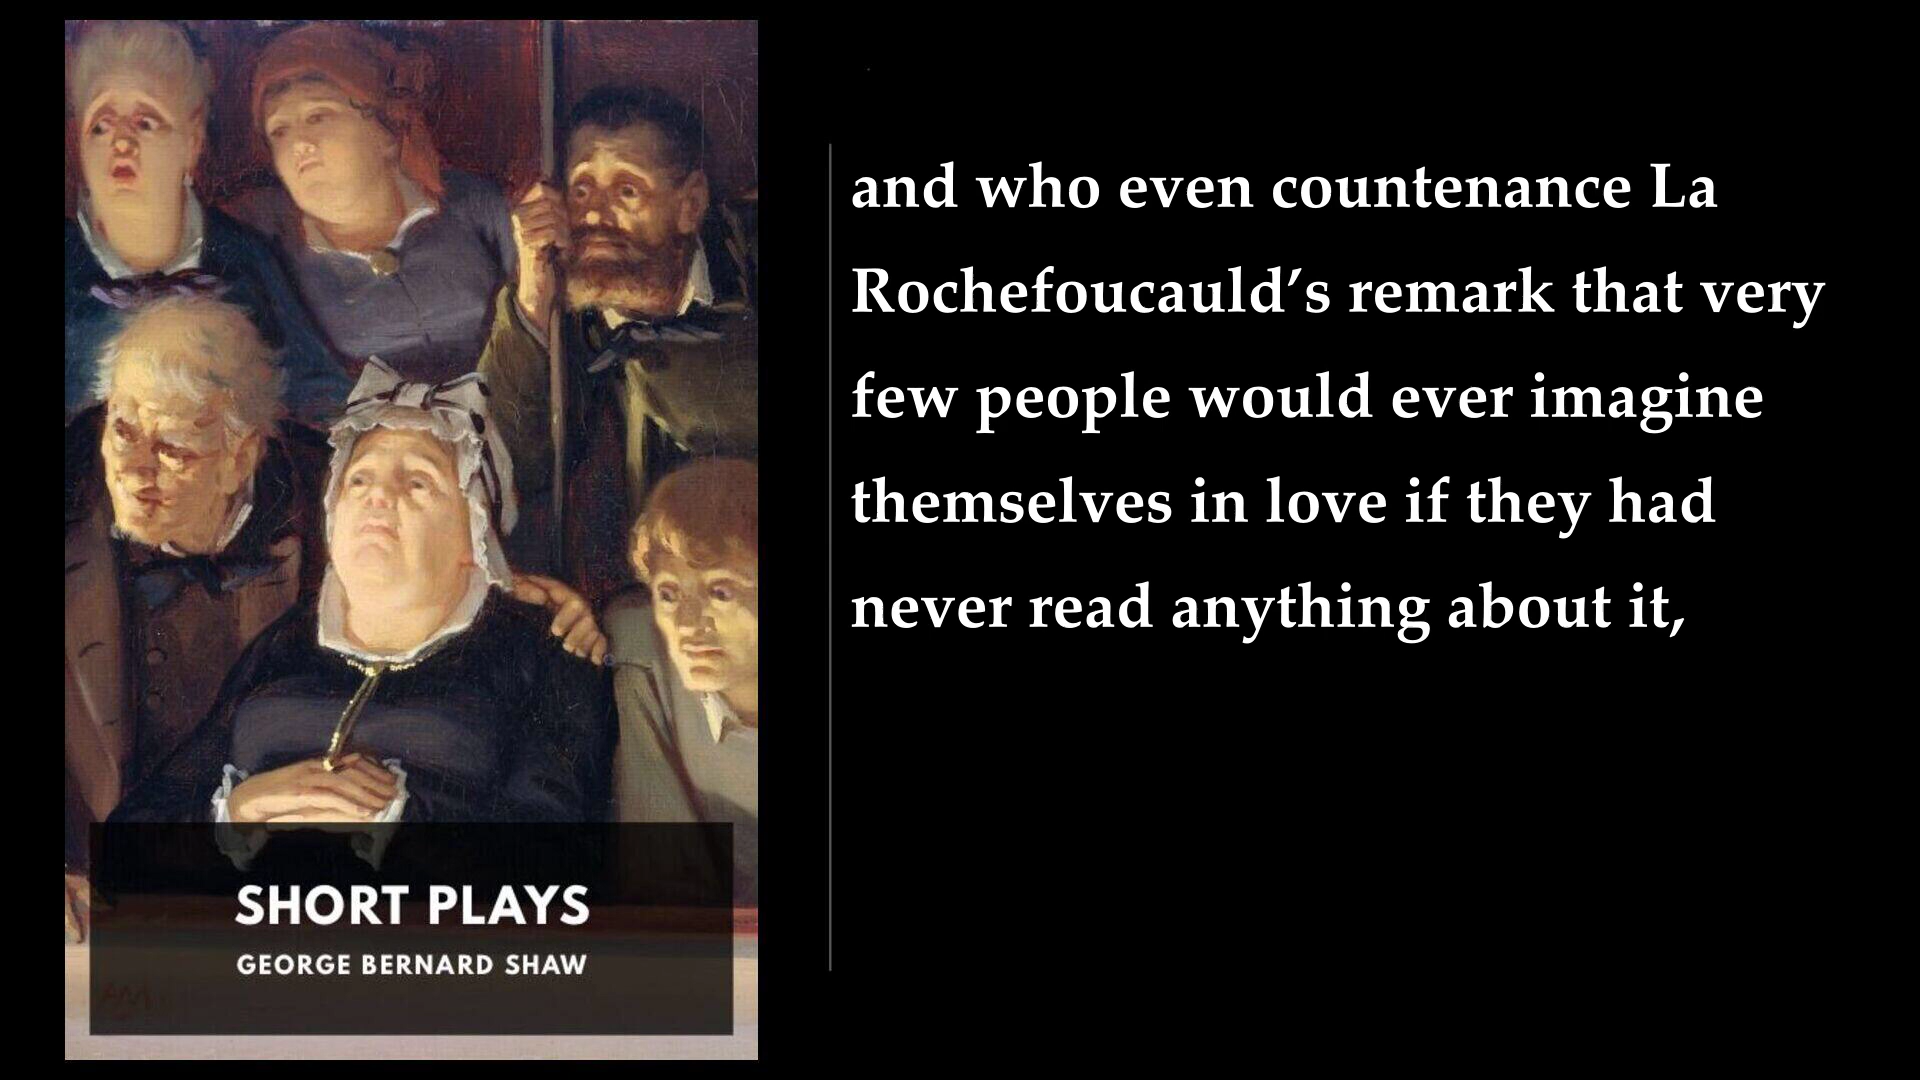 and who even countenance La
Rochefoucauld’s remark that very
few people would ever imagine
themselves in love if they had
never read anything about it,
SHORT PLAYS
GEORGE BERNARD SHAW